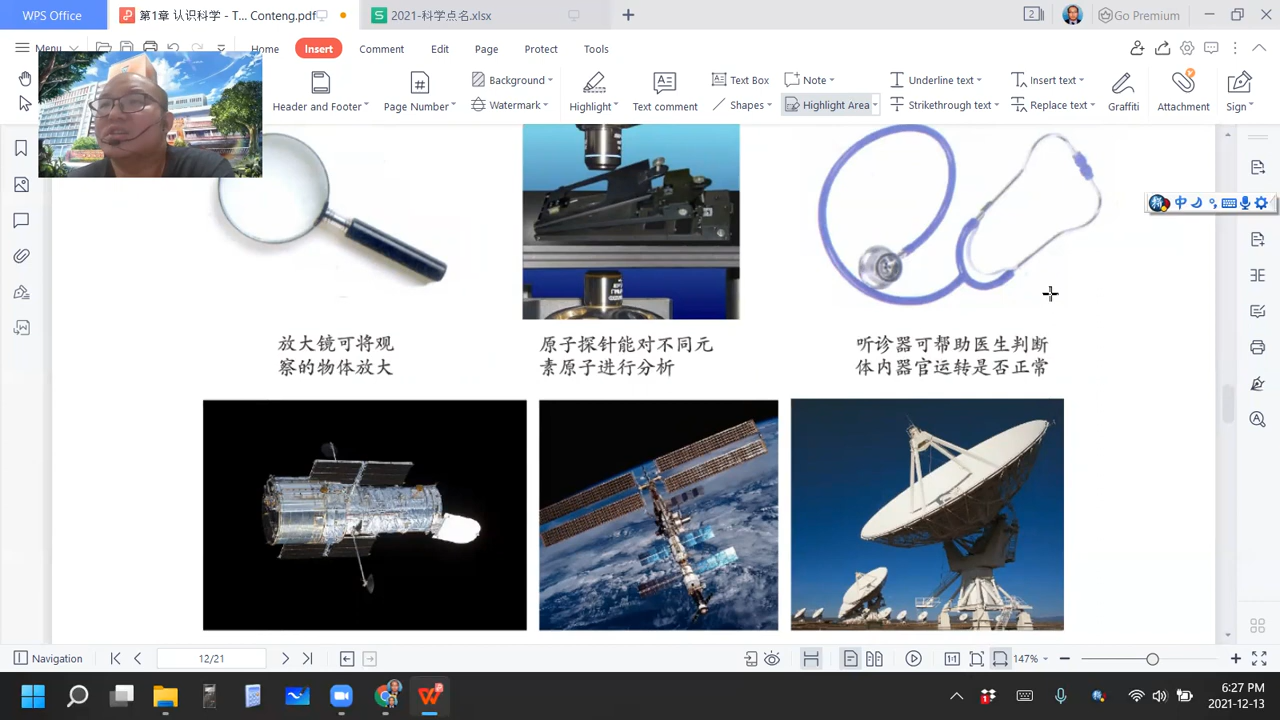 WPS Office
第1章 认识科学 - T... Conteng.pdf
2021-科学点名.xlsx
2
Go Premium
Menu
Home
Insert
Comment
Edit
Page
Protect
Tools
Header and Footer
Page Number
Background
Watermark
Highlight
Text comment
Text Box
Note
Highlight Area
Underline text
Strikethrough text
Insert text
Replace text
Graffiti
Attachment
Sign
中
放大镜可将观
察的物体放大
原子探针能对不同元
素原子进行分析
听诊器可帮助医生判断
体内器官运转是否正常
Navigation
12/21
1:1
147%
6:27 PM
2021-12-13